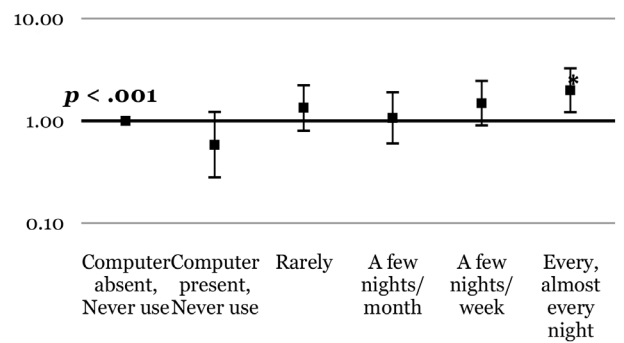 10.00
p < .001
*
1.00
0.10
Computer absent, Never use
Computer present, Never use
Rarely
A few nights/ month
A few nights/ week
Every, almost every night